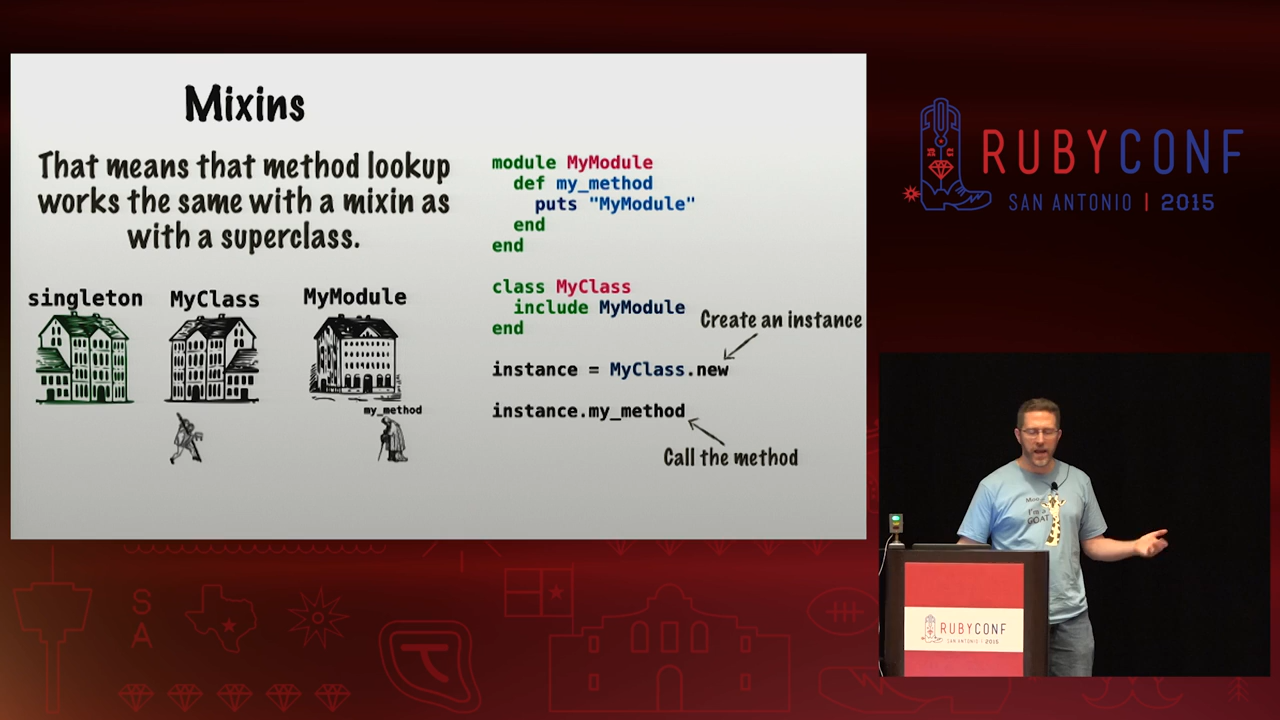 Mixins
That means that method lookup
works the same with a mixin as
with a superclass.
singleton
MyClass
MyModule
my_method
module MyModule
def my_method
puts "MyModule"
end
end
class MyClass
include MyModule
end
Create an instance
instance = MyClass.new
instance.my_method
Call the method
RUBYCONF
SAN ANTONIO | 2015
I'm a
GOAT
RUBYCONF
SAN ANTONIO | 2015
S
A